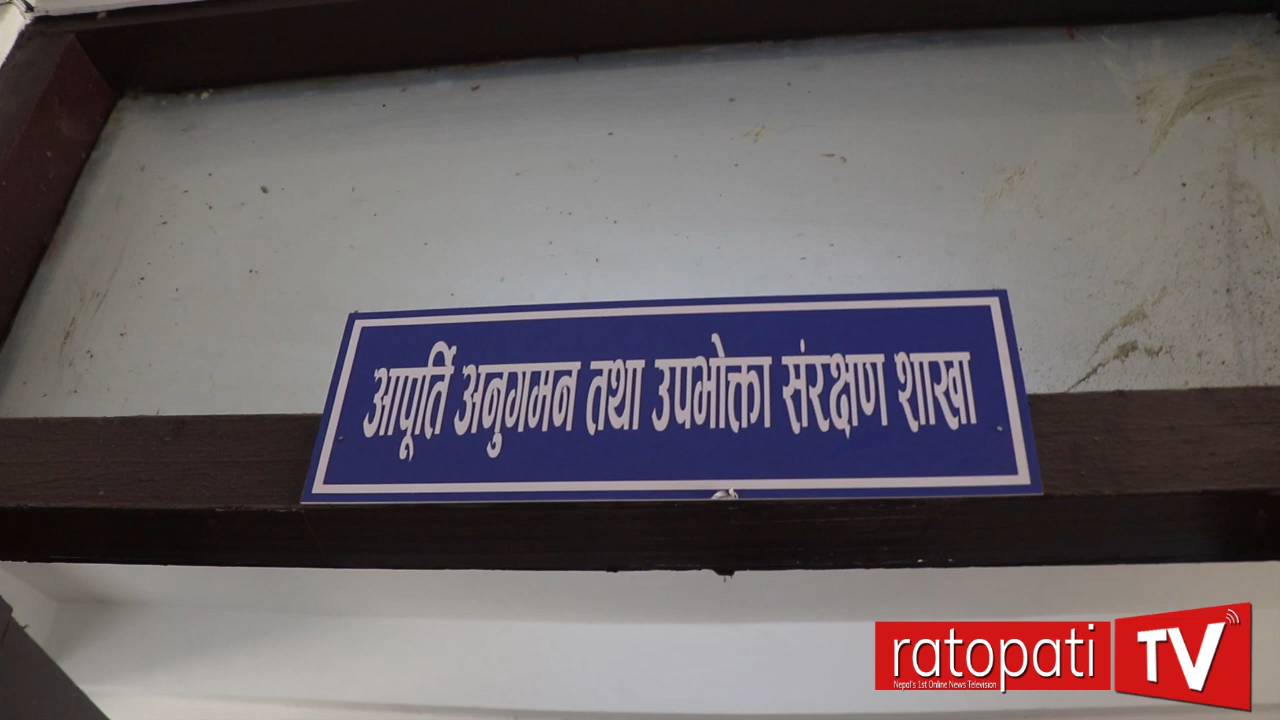 आपूर्ति अनुगमन तथा उपभोक्ता संरक्षण शाखा
ratopati TV
Nepal's 1st Online News Television